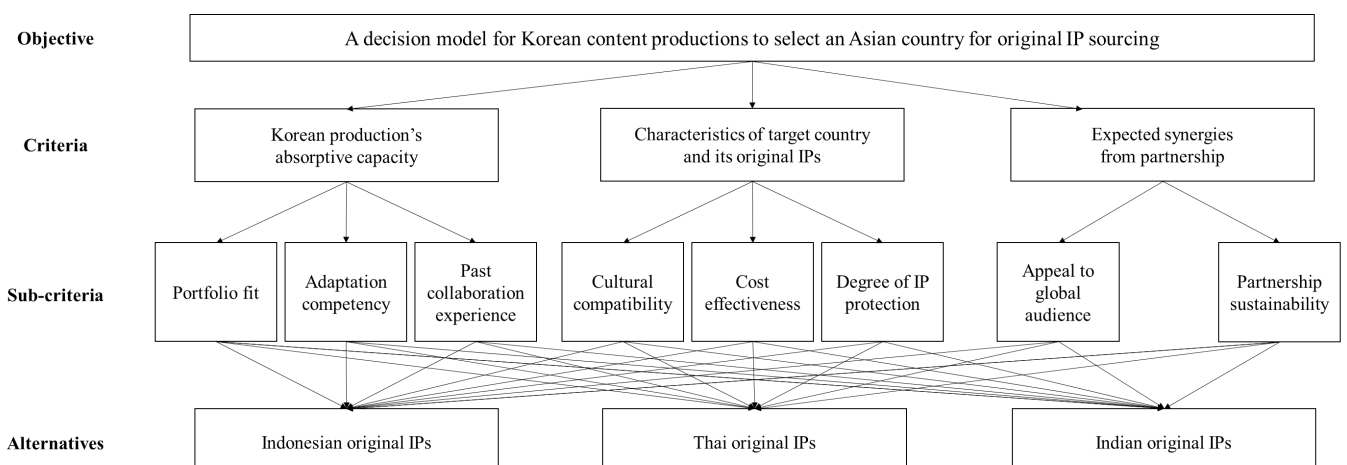 Objective
A decision model for Korean content productions to select an Asian country for original IP sourcing
Criteria
Korean production's
absorptive capacity
Characteristics of target country
and its original IPs
Expected synergies
from partnership
Sub-criteria
Portfolio fit
Adaptation
competency
Past
collaboration
experience
Cultural
compatibility
Cost
effectiveness
Degree of IP
protection
Appeal to
global
audience
Partnership
sustainability
Alternatives
Indonesian original IPs
Thai original IPs
Indian original IPs